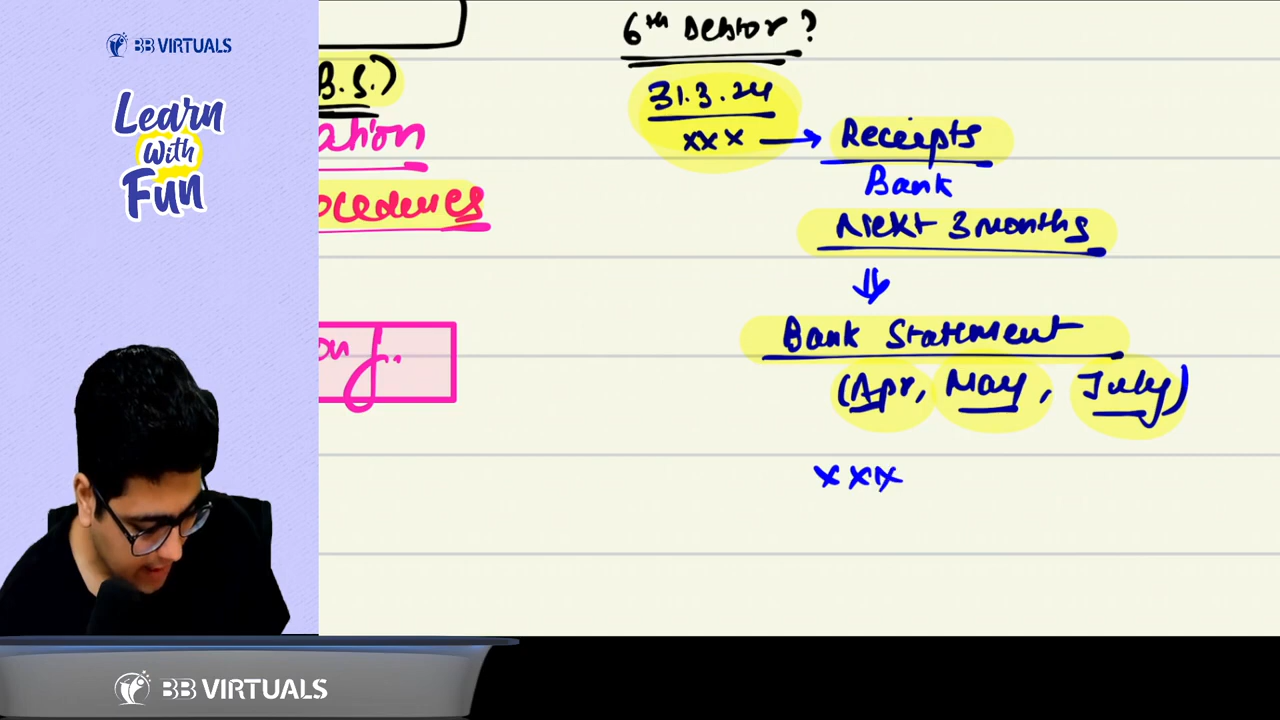 BB VIRTUALS
Learn
With
Fun
B.S.)
ation
ocedures
on
6th Debtor ?
31.3.24
xxx → Receipts
Bank
Next 3 months
⇓
Bank Statement
(Apr, May, July)
xxx
BB VIRTUALS